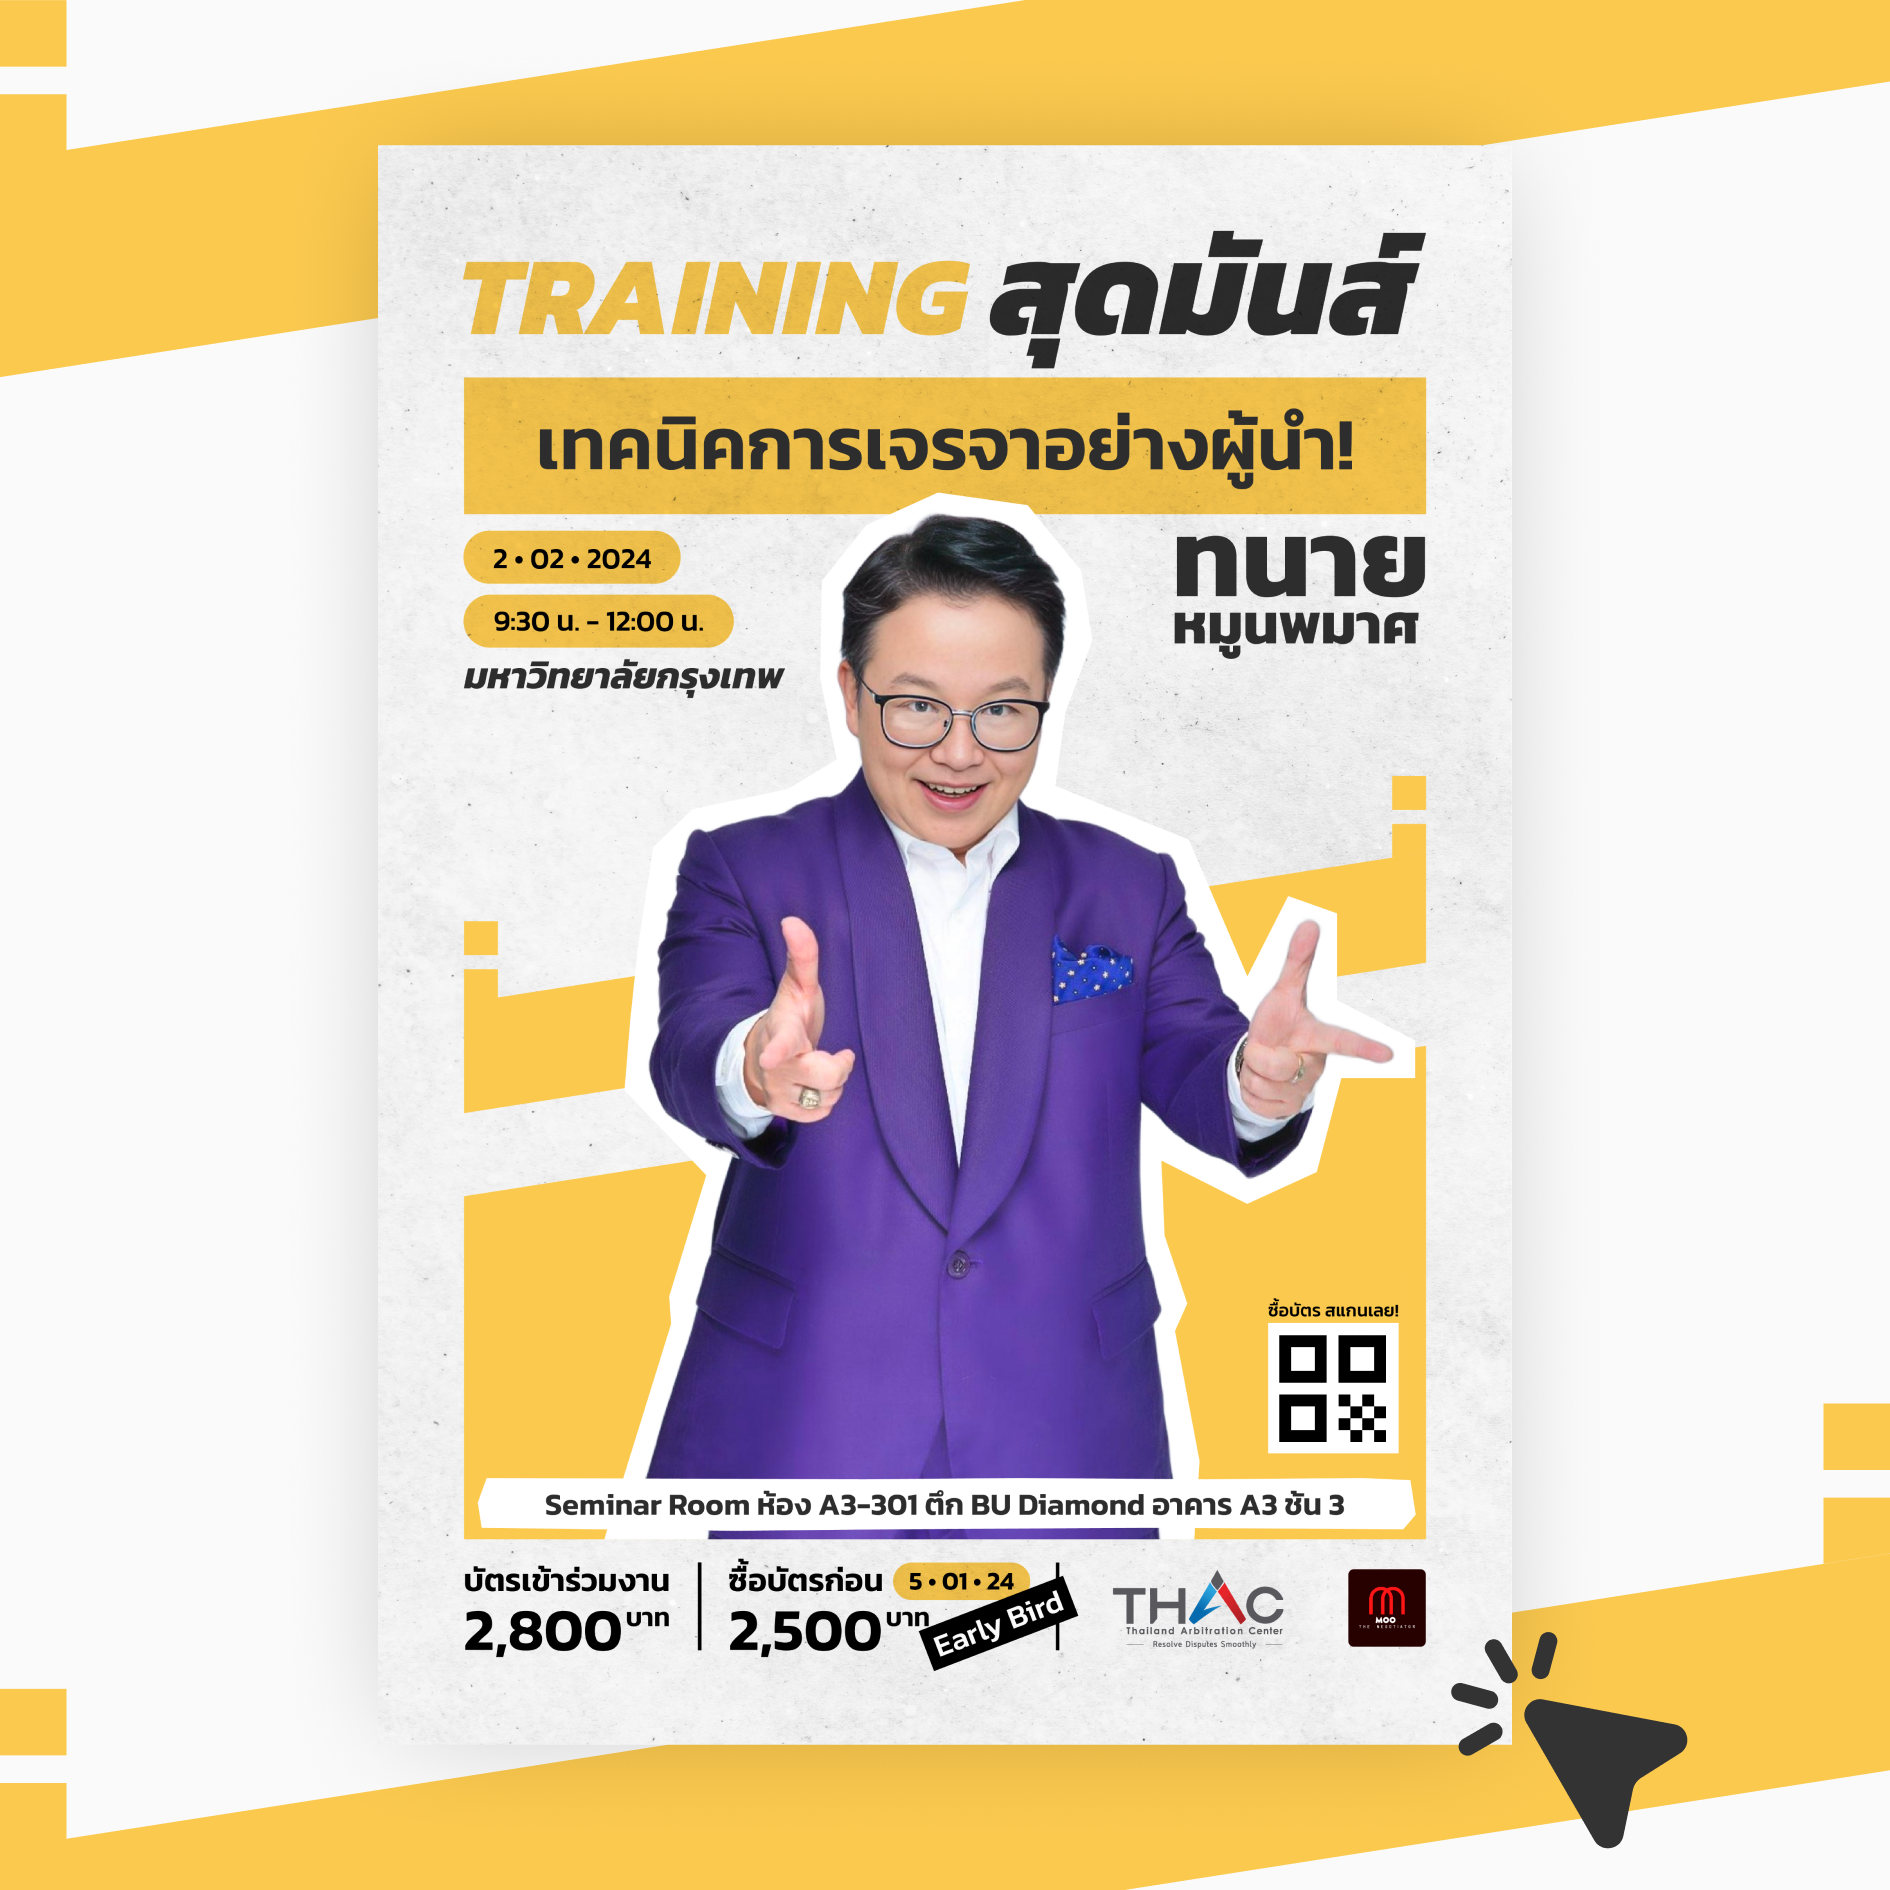 TRAINING สุดมันส์
เทคนิคการเจรจาอย่างผู้นำ!
2 • 02 • 2024
9:30 น. - 12:00 น.
มหาวิทยาลัยกรุงเทพ
ทนาย
หมูนพมาศ
ซื้อบัตร สแกนเลย!
Seminar Room ห้อง A3-301 ตึก BU Diamond อาคาร A3 ชั้น 3
บัตรเข้าร่วมงาน
2,800 บาท
ซื้อบัตรก่อน 5 • 01 • 24
2,500 บาท
Early Bird
THAC
Thailand Arbitration Center
Resolve Disputes Smoothly
MOO
THE NEGOTIATOR